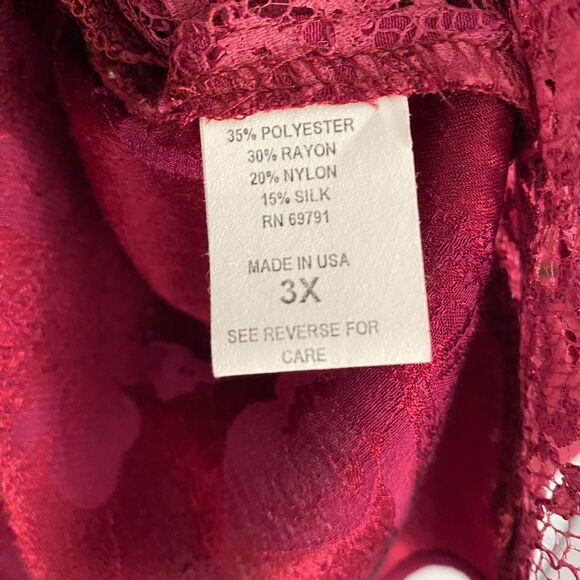 35% POLYESTER
30% RAYON
20% NYLON
15% SILK
RN 69791
MADE IN USA
3X
SEE REVERSE FOR
CARE